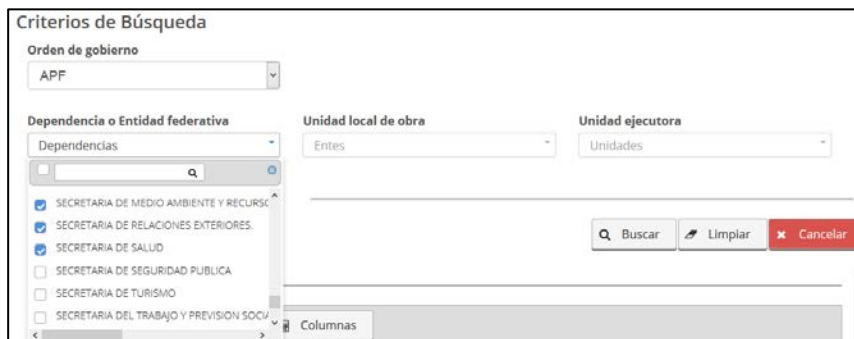 Criterios de Búsqueda
Orden de gobierno
APF
Dependencia o Entidad federativa Unidad local de obra Unidad ejecutora
Dependencias Entes Unidades
SECRETARIA DE MEDIO AMBIENTE Y RECURSO
SECRETARIA DE RELACIONES EXTERIORES.
SECRETARIA DE SALUD
Buscar Limpiar Cancelar
SECRETARIA DE SEGURIDAD PUBLICA
SECRETARIA DE TURISMO
SECRETARIA DEL TRABAJO Y PREVISION SOCIA
Columnas